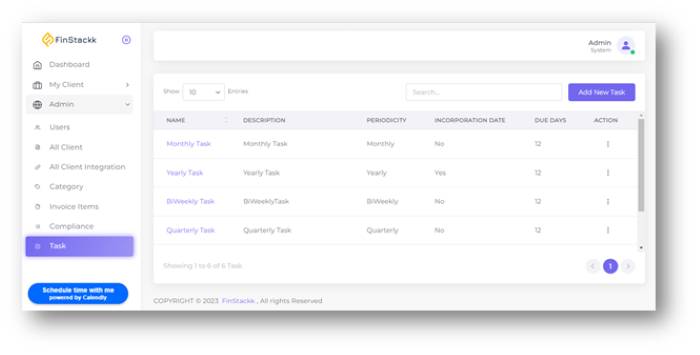 FinStackk
Admin
System
Dashboard
My Client
Admin
Users
All Client
All Client Integration
Category
Invoice Items
Compliance
Task
Schedule time with me
powered by Calendly
Show 10 Entries
Search...
Add New Task
NAME DESCRIPTION PERIODICITY INCORPORATION DATE DUE DAYS ACTION
Monthly Task Monthly Task Monthly No 12
Yearly Task Yearly Task Yearly Yes 12
BiWeekly Task BiWeeklyTask BiWeekly No 12
Quarterly Task Quarterly Task Quarterly No 12
Showing 1 to 6 of 6 Task
1
COPYRIGHT © 2023 FinStackk , All rights Reserved